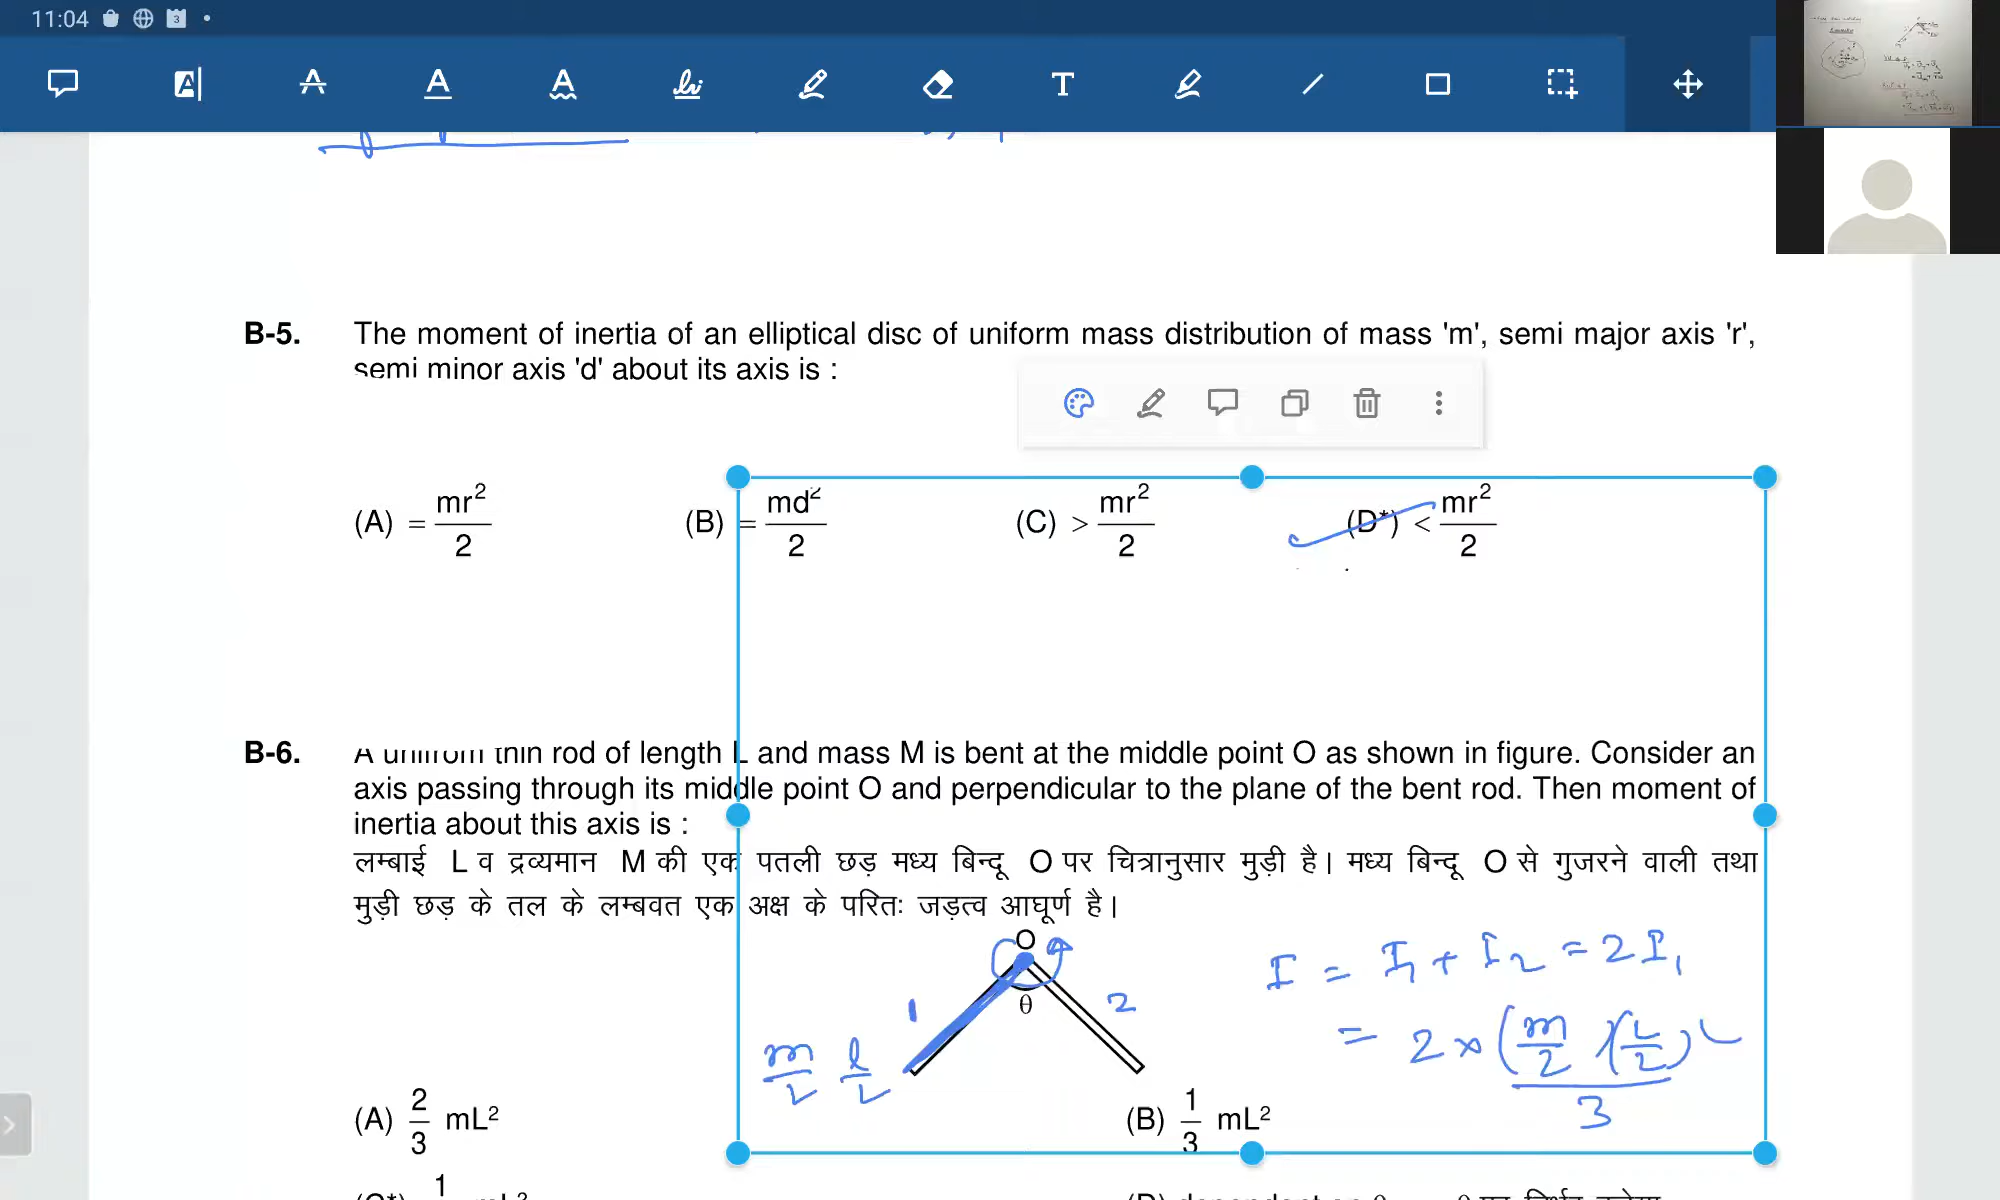 11:04
B-5. The moment of inertia of an elliptical disc of uniform mass distribution of mass 'm', semi major axis 'r',
semi minor axis 'd' about its axis is :
(A) = mr²/2 (B) = md²/2 (C) > mr²/2 (D*) < mr²/2
B-6. A uniform thin rod of length L and mass M is bent at the middle point O as shown in figure. Consider an
axis passing through its middle point O and perpendicular to the plane of the bent rod. Then moment of
inertia about this axis is :
लम्बाई L व द्रव्यमान M की एक पतली छड़ मध्य बिन्दू O पर चित्रानुसार मुड़ी है। मध्य बिन्दू O से गुजरने वाली तथा
मुड़ी छड़ के तल के लम्बवत एक अक्ष के परितः जड़त्व आघूर्ण है।
O
θ
1
2
m/2 l/2
I = I₁ + I₂ = 2I₁
= 2 × (m/2)(L/2)²/3
(A) 2/3 mL² (B) 1/3 mL²